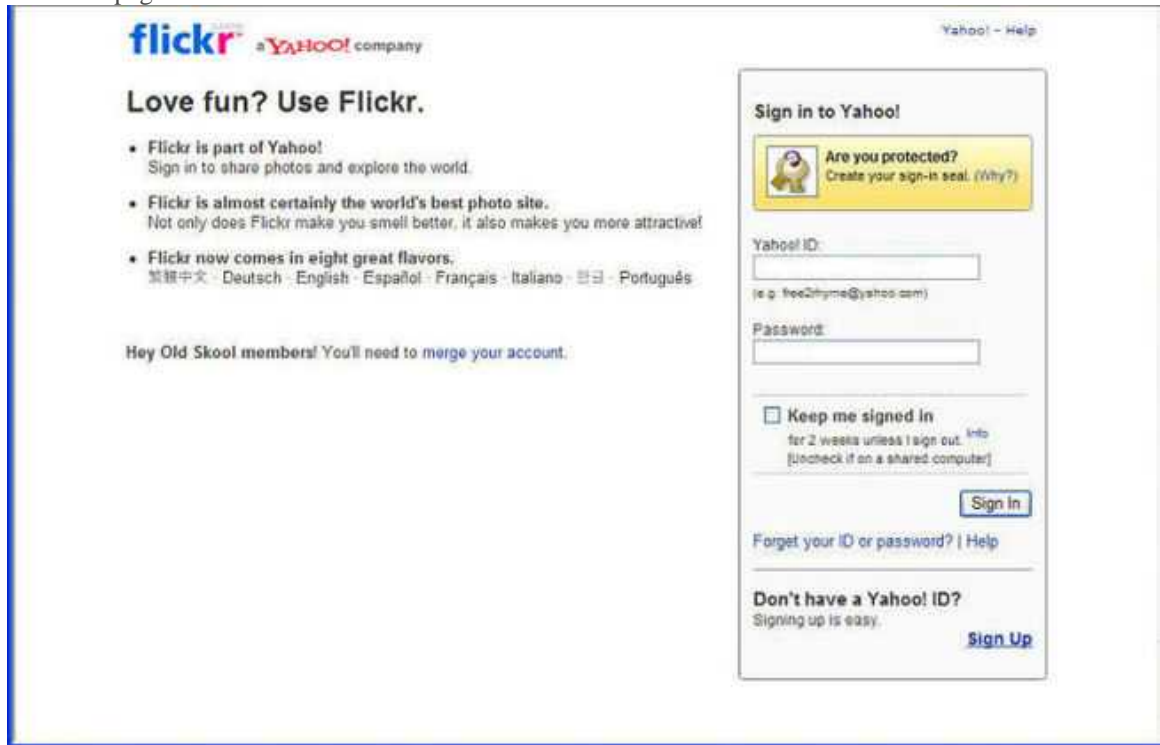 flickr a YAHOO! company
Yahoo! - Help
Love fun? Use Flickr.
• Flickr is part of Yahoo!
Sign in to share photos and explore the world.
• Flickr is almost certainly the world's best photo site.
Not only does Flickr make you smell better, it also makes you more attractive!
• Flickr now comes in eight great flavors.
繁體中文 · Deutsch · English · Español · Français · Italiano · 한글 · Português
Hey Old Skool members! You'll need to merge your account.
Sign in to Yahoo!
Are you protected?
Create your sign-in seal. (Why?)
Yahoo! ID:
(e.g. free2rhyme@yahoo.com)
Password:
Keep me signed in
for 2 weeks unless I sign out. Info
[Uncheck if on a shared computer]
Sign In
Forget your ID or password? | Help
Don't have a Yahoo! ID?
Signing up is easy.
Sign Up